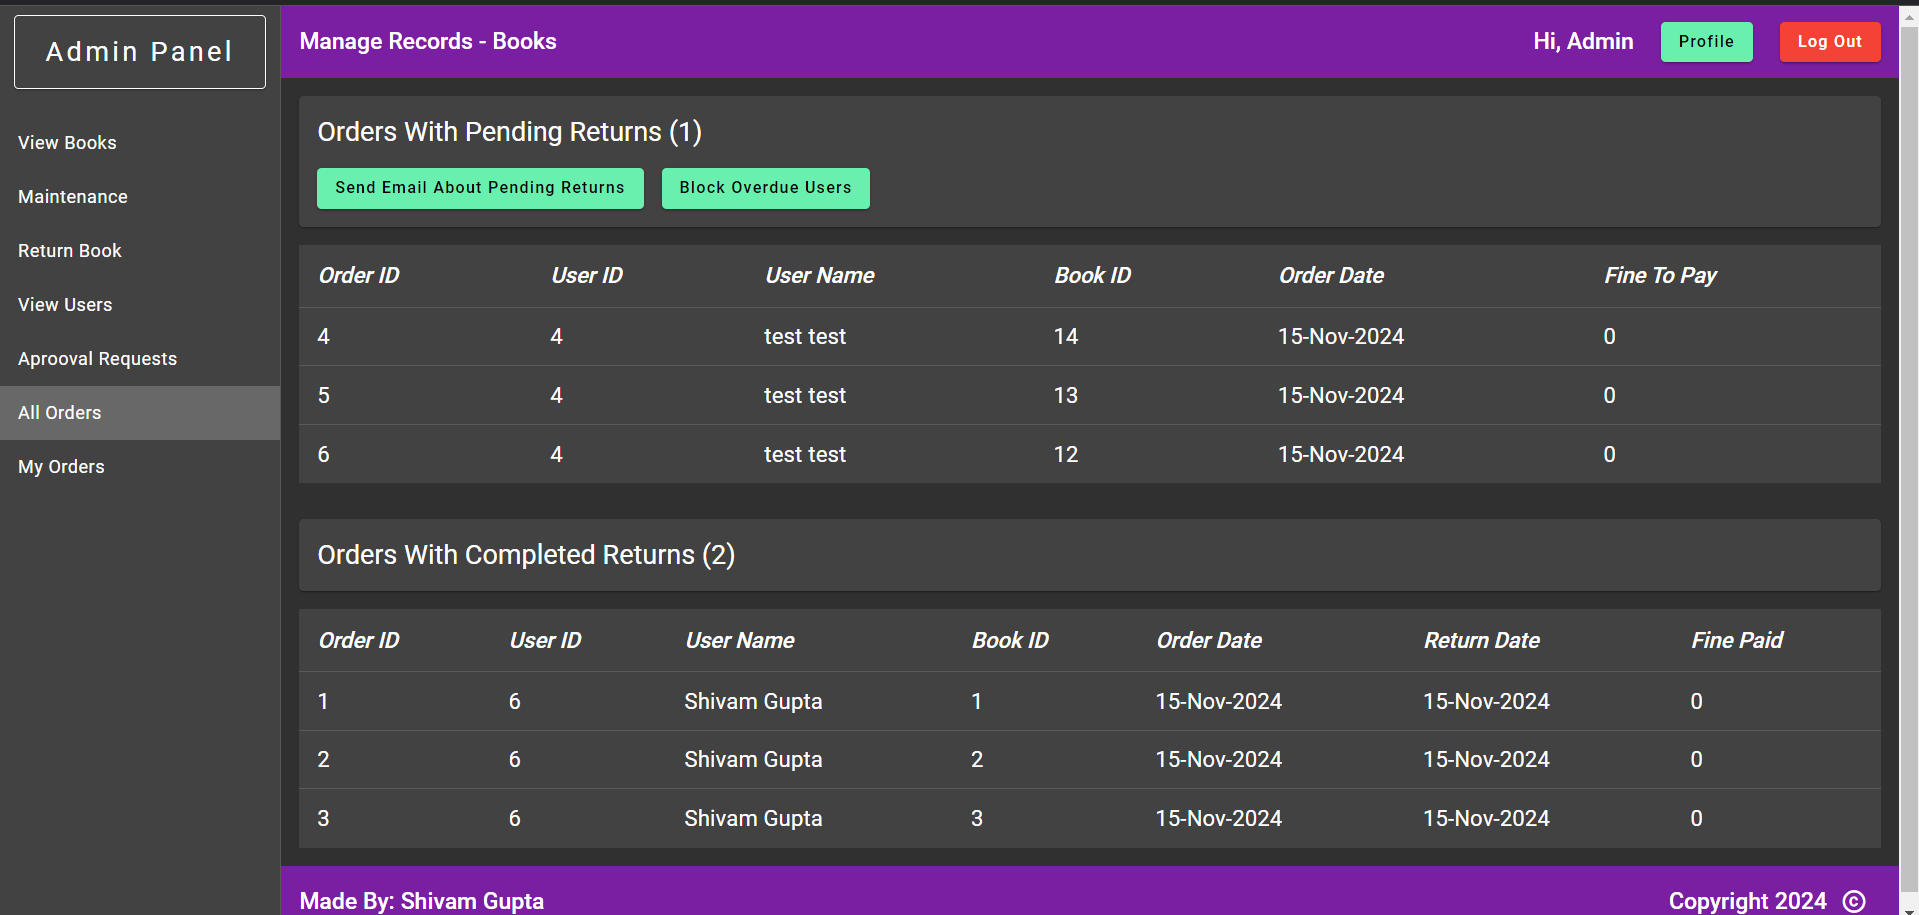 Admin Panel
Manage Records - Books
Hi, Admin
Profile
Log Out
View Books
Maintenance
Return Book
View Users
Aprooval Requests
All Orders
My Orders
Orders With Pending Returns (1)
Send Email About Pending Returns
Block Overdue Users
Order ID User ID User Name Book ID Order Date Fine To Pay
4 4 test test 14 15-Nov-2024 0
5 4 test test 13 15-Nov-2024 0
6 4 test test 12 15-Nov-2024 0
Orders With Completed Returns (2)
Order ID User ID User Name Book ID Order Date Return Date Fine Paid
1 6 Shivam Gupta 1 15-Nov-2024 15-Nov-2024 0
2 6 Shivam Gupta 2 15-Nov-2024 15-Nov-2024 0
3 6 Shivam Gupta 3 15-Nov-2024 15-Nov-2024 0
Made By: Shivam Gupta
Copyright 2024 ©